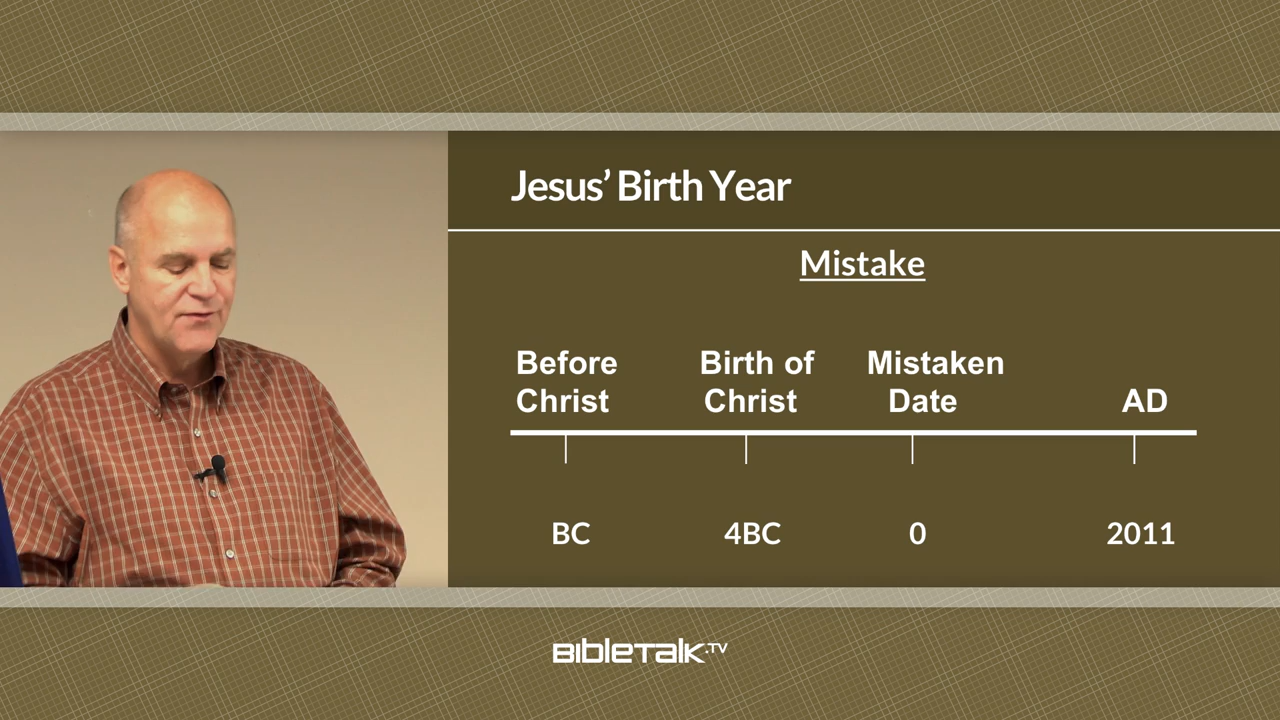 Jesus’ Birth Year
Mistake
Before Christ
Birth of Christ
Mistaken Date
AD
BC
4BC
0
2011
BibleTalk.TV